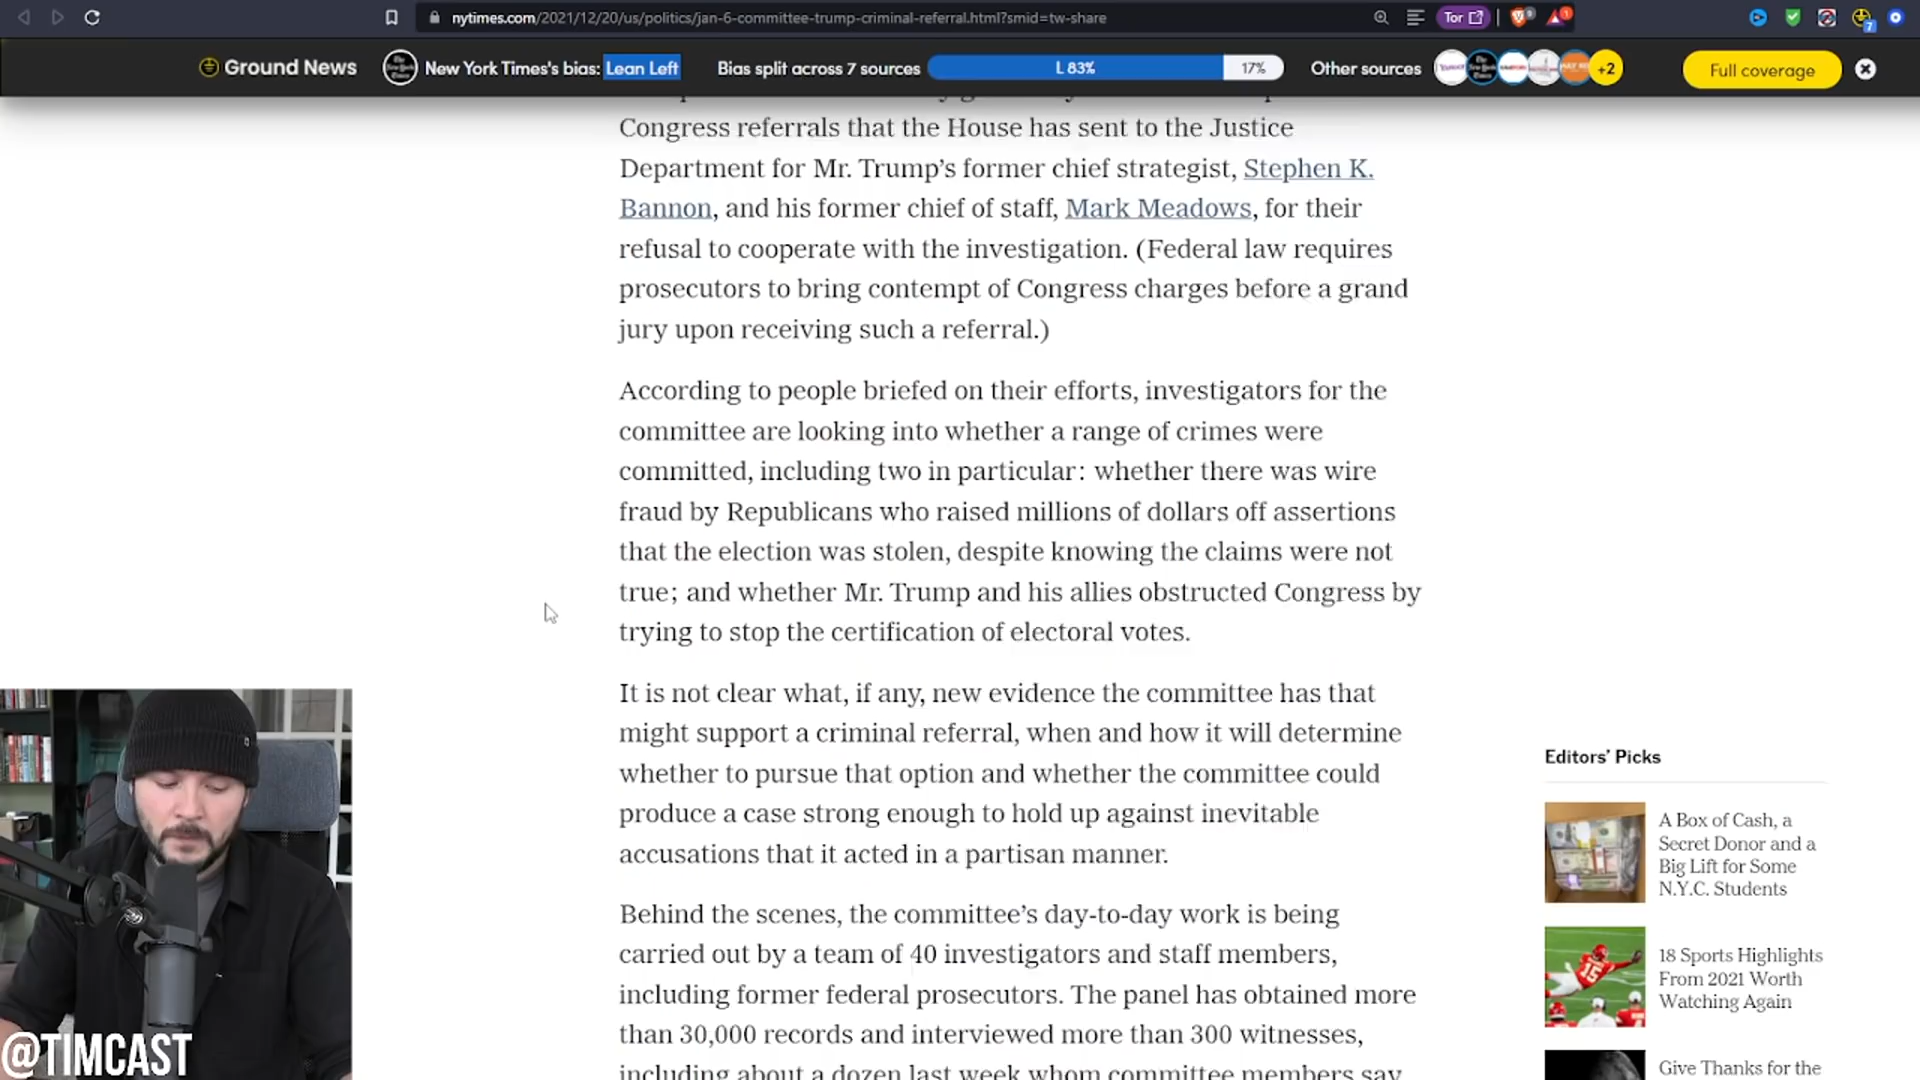 nytimes.com/2021/12/20/us/politics/jan-6-committee-trump-criminal-referral.html?smid=tw-share
Tor
Ground News
New York Times's bias: Lean Left
Bias split across 7 sources
L 83%
17%
Other sources
+2
Full coverage
Congress referrals that the House has sent to the Justice
Department for Mr. Trump's former chief strategist, Stephen K.
Bannon, and his former chief of staff, Mark Meadows, for their
refusal to cooperate with the investigation. (Federal law requires
prosecutors to bring contempt of Congress charges before a grand
jury upon receiving such a referral.)
According to people briefed on their efforts, investigators for the
committee are looking into whether a range of crimes were
committed, including two in particular: whether there was wire
fraud by Republicans who raised millions of dollars off assertions
that the election was stolen, despite knowing the claims were not
true; and whether Mr. Trump and his allies obstructed Congress by
trying to stop the certification of electoral votes.
It is not clear what, if any, new evidence the committee has that
might support a criminal referral, when and how it will determine
whether to pursue that option and whether the committee could
produce a case strong enough to hold up against inevitable
accusations that it acted in a partisan manner.
Behind the scenes, the committee's day-to-day work is being
carried out by a team of 40 investigators and staff members,
including former federal prosecutors. The panel has obtained more
than 30,000 records and interviewed more than 300 witnesses,
including about a dozen last week whom committee members say
Editors' Picks
A Box of Cash, a
Secret Donor and a
Big Lift for Some
N.Y.C. Students
18 Sports Highlights
From 2021 Worth
Watching Again
Give Thanks for the
@TIMCAST